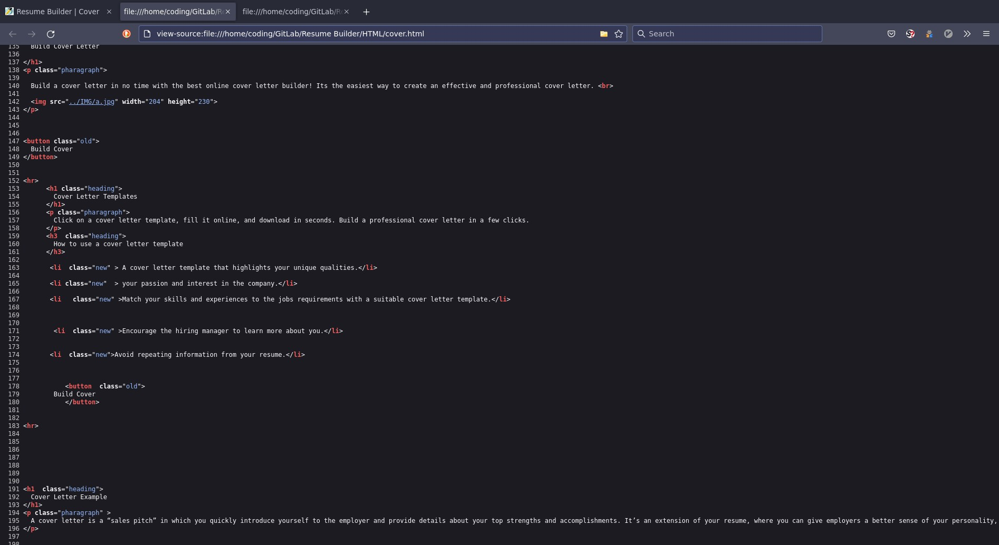 Resume Builder | Cover
file:///home/coding/GitLab/Re
file:///home/coding/GitLab/Re
view-source:file:///home/coding/GitLab/Resume Builder/HTML/cover.html
Search
135 Build Cover Letter
136
137 </h1>
138 <p class="pharagraph">
139
140 Build a cover letter in no time with the best online cover letter builder! Its the easiest way to create an effective and professional cover letter. <br>
141
142 <img src="../IMG/a.jpg" width="204" height="230">
143 </p>
144
145
146
147 <button class="old">
148 Build Cover
149 </button>
150
151
152 <hr>
153 <h1 class="heading">
154 Cover Letter Templates
155 </h1>
156 <p class="pharagraph">
157 Click on a cover letter template, fill it online, and download in seconds. Build a professional cover letter in a few clicks.
158 </p>
159 <h3  class="heading">
160 How to use a cover letter template
161 </h3>
162
163 <li  class="new" > A cover letter template that highlights your unique qualities.</li>
164
165 <li class="new"  > your passion and interest in the company.</li>
166
167 <li   class="new" >Match your skills and experiences to the jobs requirements with a suitable cover letter template.</li>
168
169
170
171 <li  class="new" >Encourage the hiring manager to learn more about you.</li>
172
173
174 <li  class="new">Avoid repeating information from your resume.</li>
175
176
177
178 <button  class="old">
179 Build Cover
180 </button>
181
182
183 <hr>
184
185
186
187
188
189
190
191 <h1  class="heading">
192 Cover Letter Example
193 </h1>
194 <p class="pharagraph" >
195 A cover letter is a “sales pitch” in which you quickly introduce yourself to the employer and provide details about your top strengths and accomplishments. It’s an extension of your resume, where you can give employers a better sense of your personality,
196 </p>
197
198